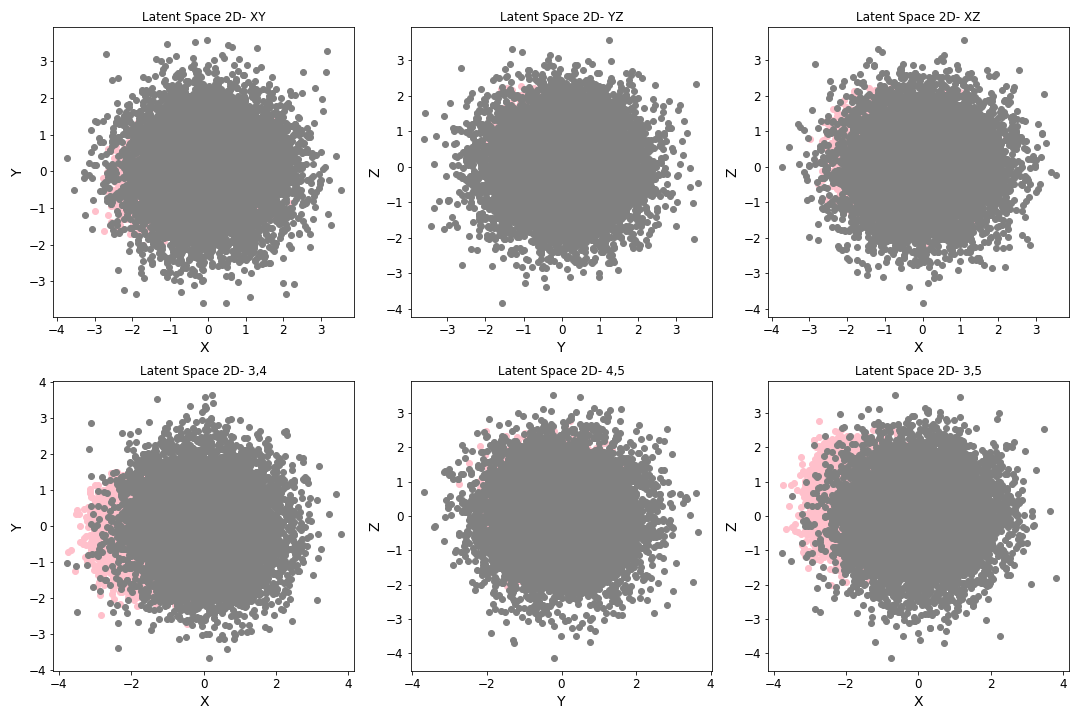 Latent Space 2D- XY
Latent Space 2D- YZ
Latent Space 2D- XZ
3
2
1
0
−1
−2
−3
Y
−4 −3 −2 −1 0 1 2 3
X
3
2
1
0
−1
−2
−3
−4
Z
−3 −2 −1 0 1 2 3
Y
3
2
1
0
−1
−2
−3
−4
Z
−4 −3 −2 −1 0 1 2 3
X
Latent Space 2D- 3,4
Latent Space 2D- 4,5
Latent Space 2D- 3,5
4
3
2
1
0
−1
−2
−3
−4
Y
−4 −2 0 2 4
X
3
2
1
0
−1
−2
−3
−4
Z
−4 −2 0 2 4
Y
3
2
1
0
−1
−2
−3
−4
Z
−4 −2 0 2 4
X